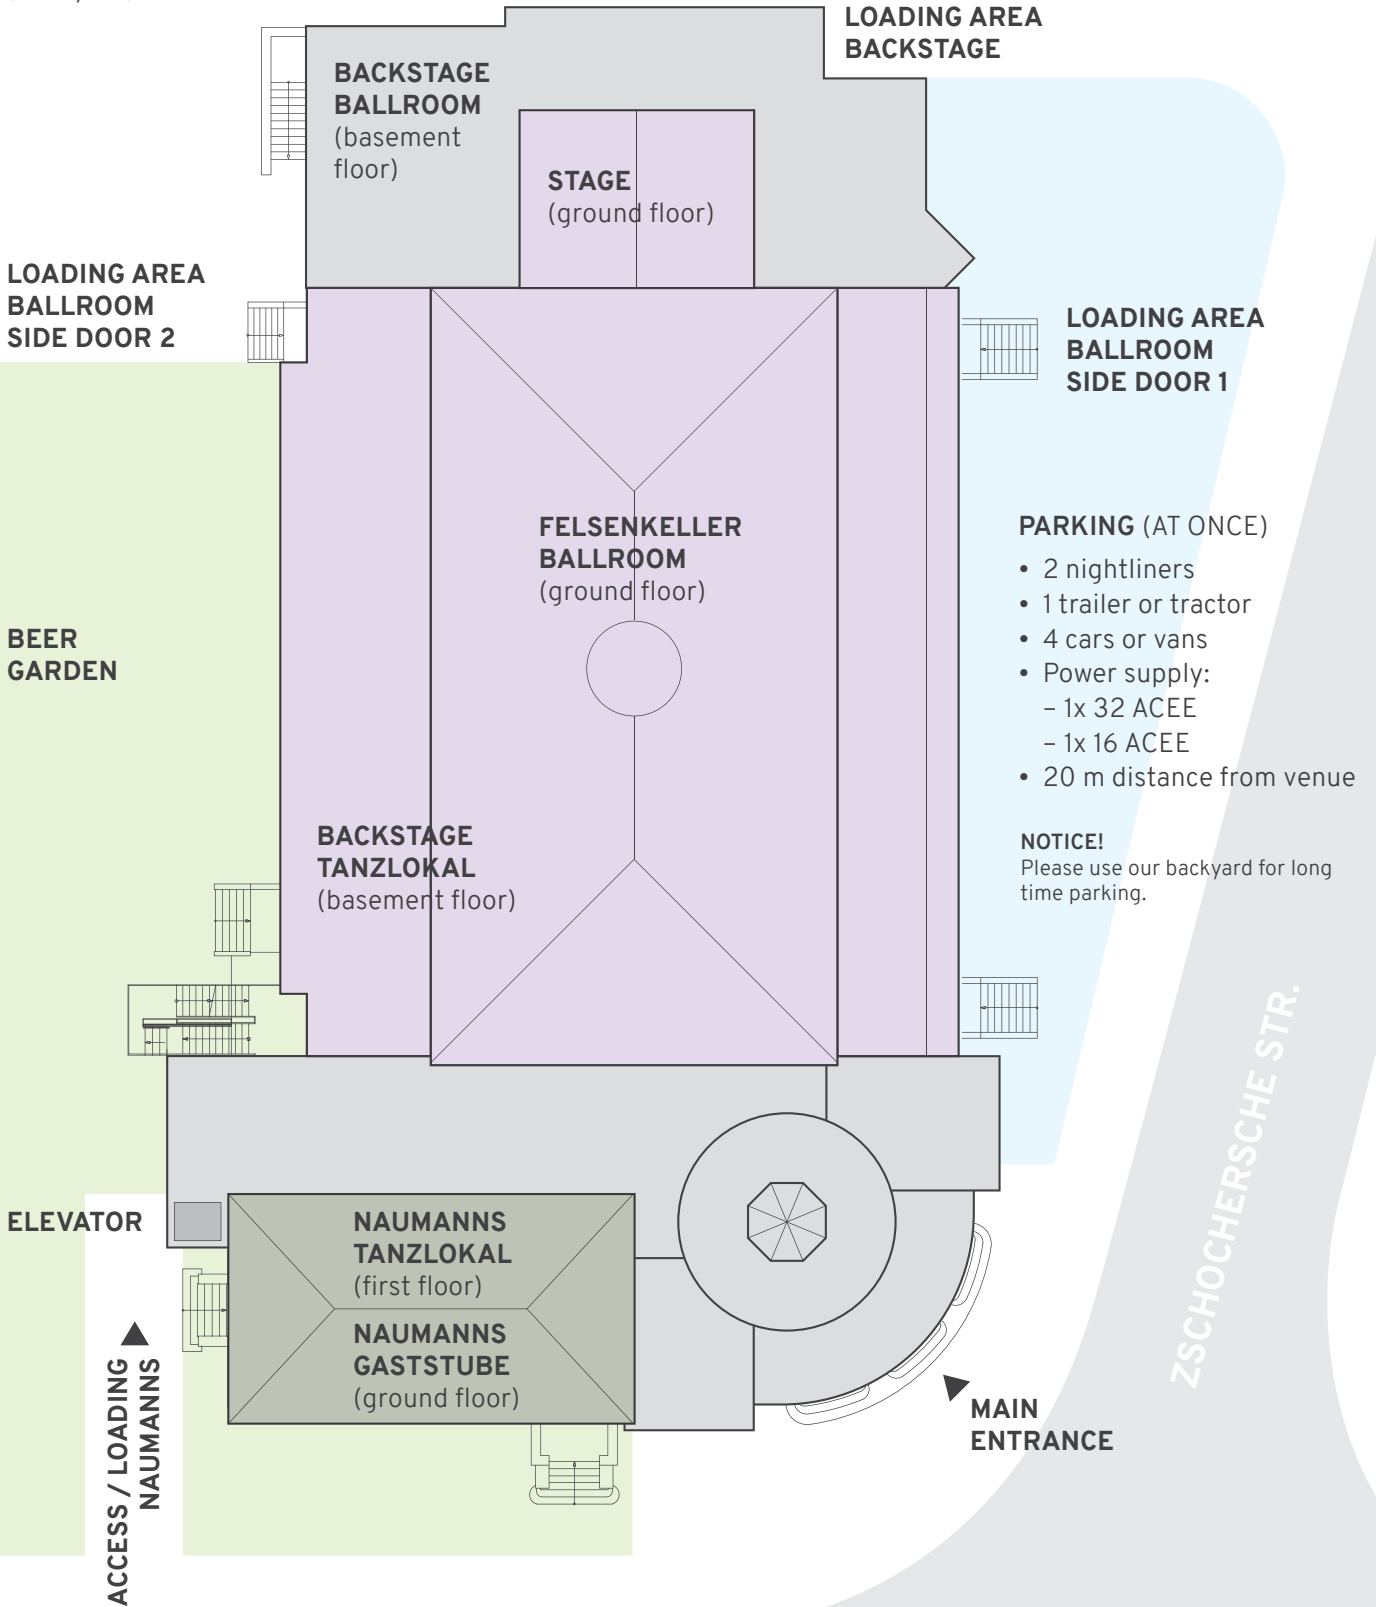 LOADING AREA
BACKSTAGE
BACKSTAGE
BALLROOM
(basement
floor)
STAGE
(ground floor)
LOADING AREA
BALLROOM
SIDE DOOR 2
LOADING AREA
BALLROOM
SIDE DOOR 1
FELSENKELLER
BALLROOM
(ground floor)
PARKING (AT ONCE)
• 2 nightliners
• 1 trailer or tractor
• 4 cars or vans
• Power supply:
– 1x 32 ACEE
– 1x 16 ACEE
• 20 m distance from venue
NOTICE!
Please use our backyard for long
time parking.
BEER
GARDEN
BACKSTAGE
TANZLOKAL
(basement floor)
ZSCHOCHERSCHE STR.
ELEVATOR
NAUMANNS
TANZLOKAL
(first floor)
NAUMANNS
GASTSTUBE
(ground floor)
ACCESS / LOADING
NAUMANNS
MAIN
ENTRANCE